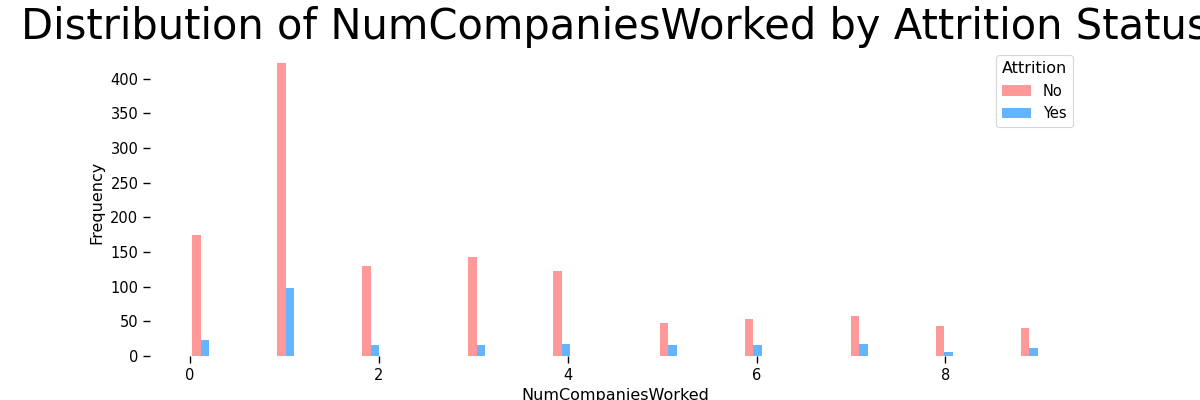 Distribution of NumCompaniesWorked by Attrition Status
Attrition
No
Yes
400
350
300
250
200
150
100
50
0
Frequency
0 2 4 6 8
NumCompaniesWorked